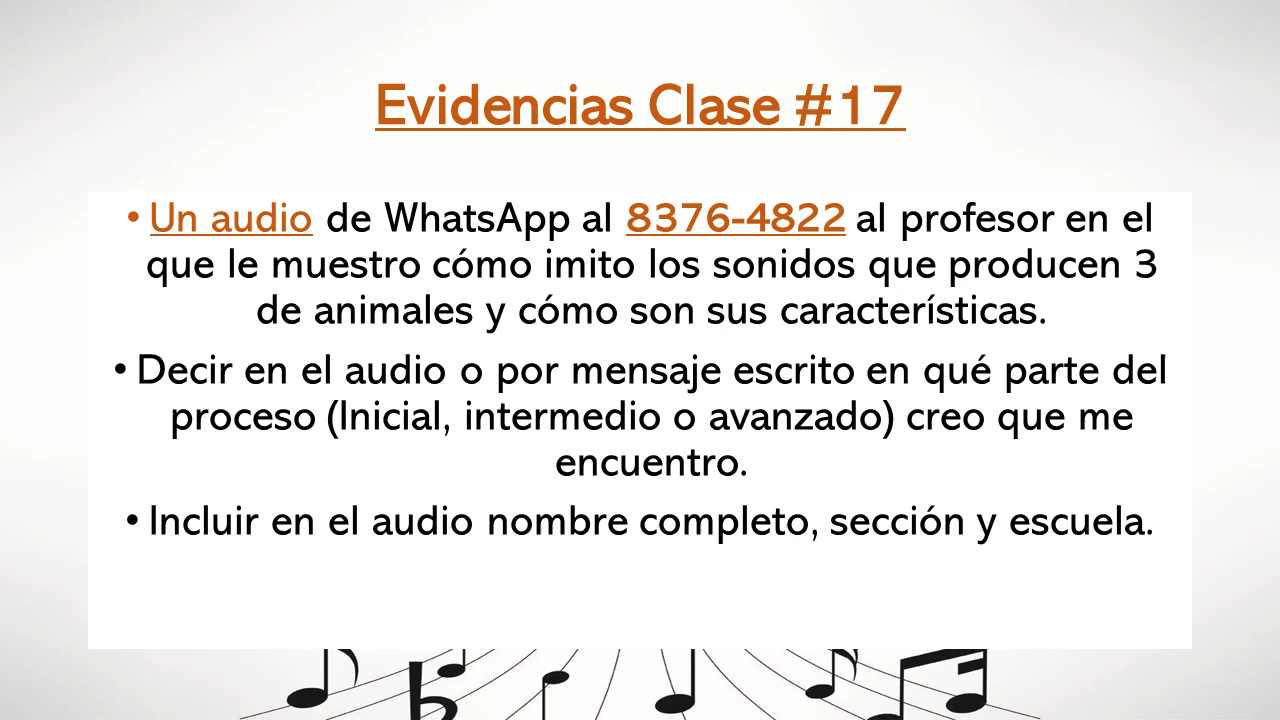 Evidencias Clase #17
• Un audio de WhatsApp al 8376-4822 al profesor en el
que le muestro cómo imito los sonidos que producen 3
de animales y cómo son sus características.
• Decir en el audio o por mensaje escrito en qué parte del
proceso (Inicial, intermedio o avanzado) creo que me
encuentro.
• Incluir en el audio nombre completo, sección y escuela.